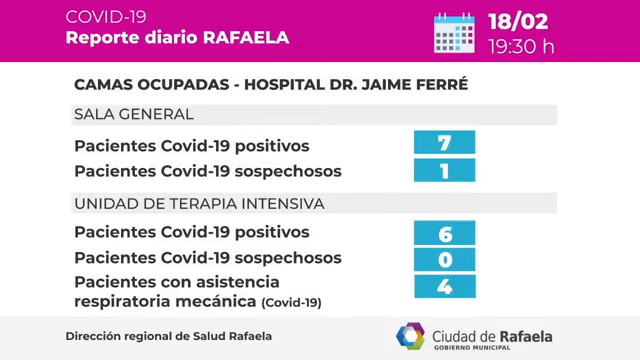 COVID-19
Reporte diario RAFAELA
18/02
19:30 h
CAMAS OCUPADAS - HOSPITAL DR. JAIME FERRÉ
SALA GENERAL
Pacientes Covid-19 positivos 7
Pacientes Covid-19 sospechosos 1
UNIDAD DE TERAPIA INTENSIVA
Pacientes Covid-19 positivos 6
Pacientes Covid-19 sospechosos 0
Pacientes con asistencia
respiratoria mecánica (Covid-19) 4
Dirección regional de Salud Rafaela
Ciudad de Rafaela
GOBIERNO MUNICIPAL